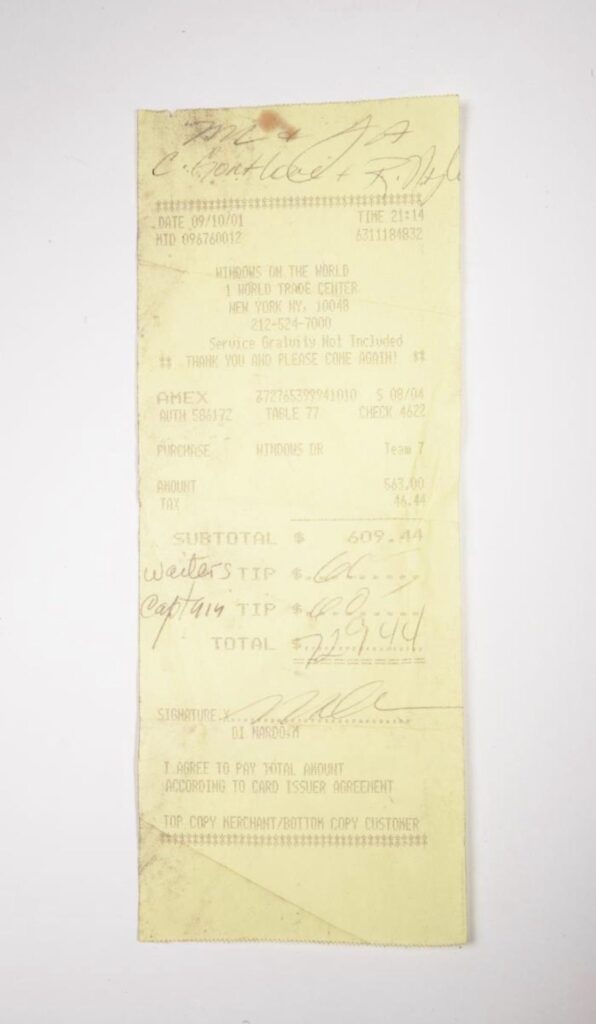 M & JA
C. +
DATE 09/10/01 TIME 21:14
MID 096760012 6311184832
WINDOWS ON THE WORLD
1 WORLD TRADE CENTER
NEW YORK NY, 10048
212-524-7000
Service Gratuity Not Included
** THANK YOU AND PLEASE COME AGAIN! **
AMEX S 08/04
AUTH 586172 TABLE 77 CHECK 4622
PURCHASE WINDOWS DR Team 7
AMOUNT 563.00
TAX 46.44
SUBTOTAL $ 609.44
Waiters TIP $ 60
Captain TIP $ 60
TOTAL $ 729.44
SIGNATURE X
DI NARDO.M
I AGREE TO PAY TOTAL AMOUNT
ACCORDING TO CARD ISSUER AGREEMENT
TOP COPY MERCHANT/BOTTOM COPY CUSTOMER